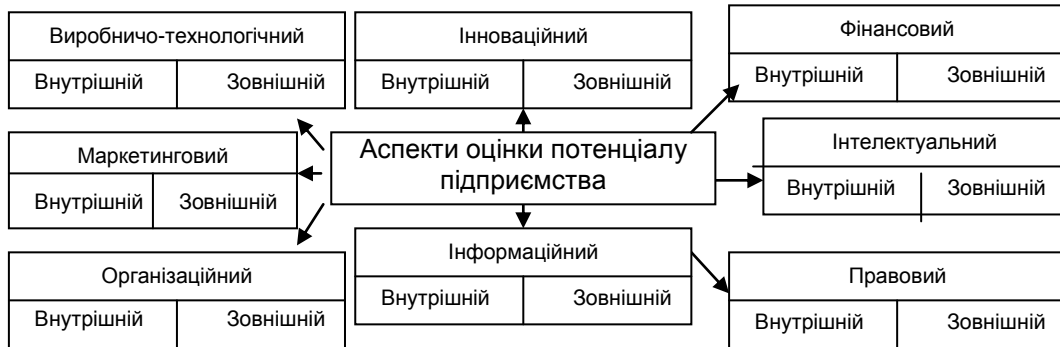 Виробничо-технологічний
Внутрішній Зовнішній
Інноваційний
Внутрішній Зовнішній
Фінансовий
Внутрішній Зовнішній
Маркетинговий
Внутрішній Зовнішній
Аспекти оцінки потенціалу
підприємства
Інтелектуальний
Внутрішній Зовнішній
Організаційний
Внутрішній Зовнішній
Інформаційний
Внутрішній Зовнішній
Правовий
Внутрішній Зовнішній